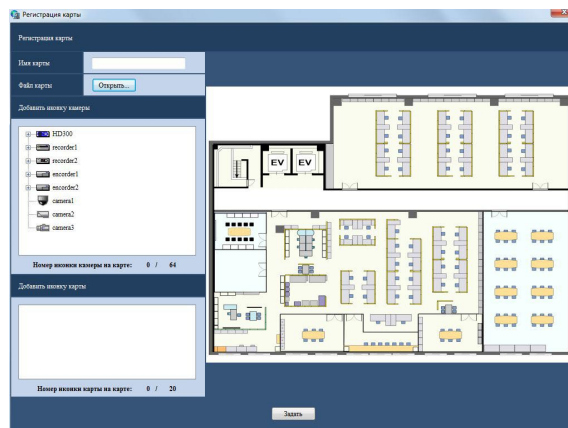 Регистрация карты
Регистрация карты
Имя карты
Файл карты Открыть...
Добавить иконку камеры
HD300
recorder1
recorder2
encorder1
encorder2
camera1
camera2
camera3
Номер иконки камеры на карте: 0 / 64
Добавить иконку карты
Номер иконки карты на карте: 0 / 20
EV EV
Задать